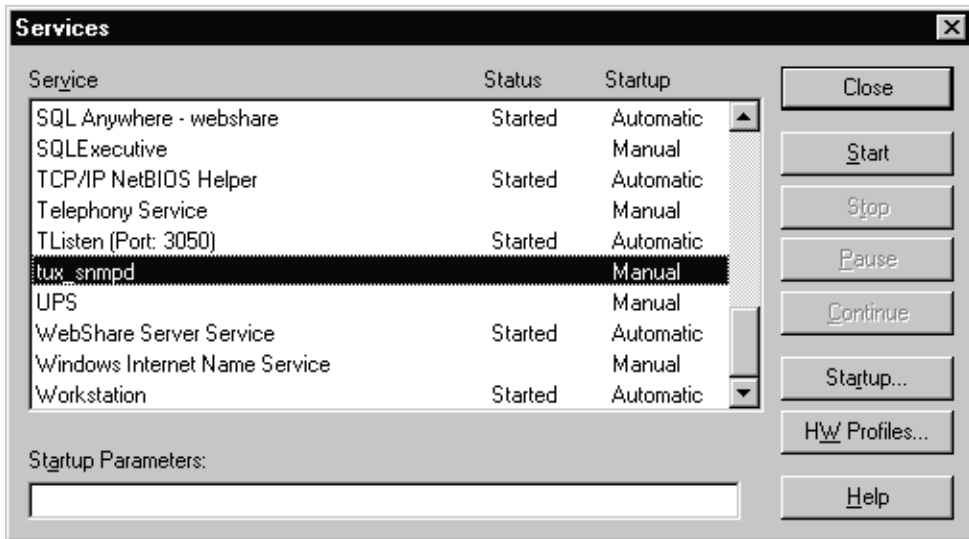 Services
Service Status Startup
SQL Anywhere - webshare Started Automatic
SQLExecutive Manual
TCP/IP NetBIOS Helper Started Automatic
Telephony Service Manual
TListen (Port: 3050) Started Automatic
tux_snmpd Manual
UPS Manual
WebShare Server Service Started Automatic
Windows Internet Name Service Manual
Workstation Started Automatic
Startup Parameters:
Close
Start
Stop
Pause
Continue
Startup...
HW Profiles...
Help